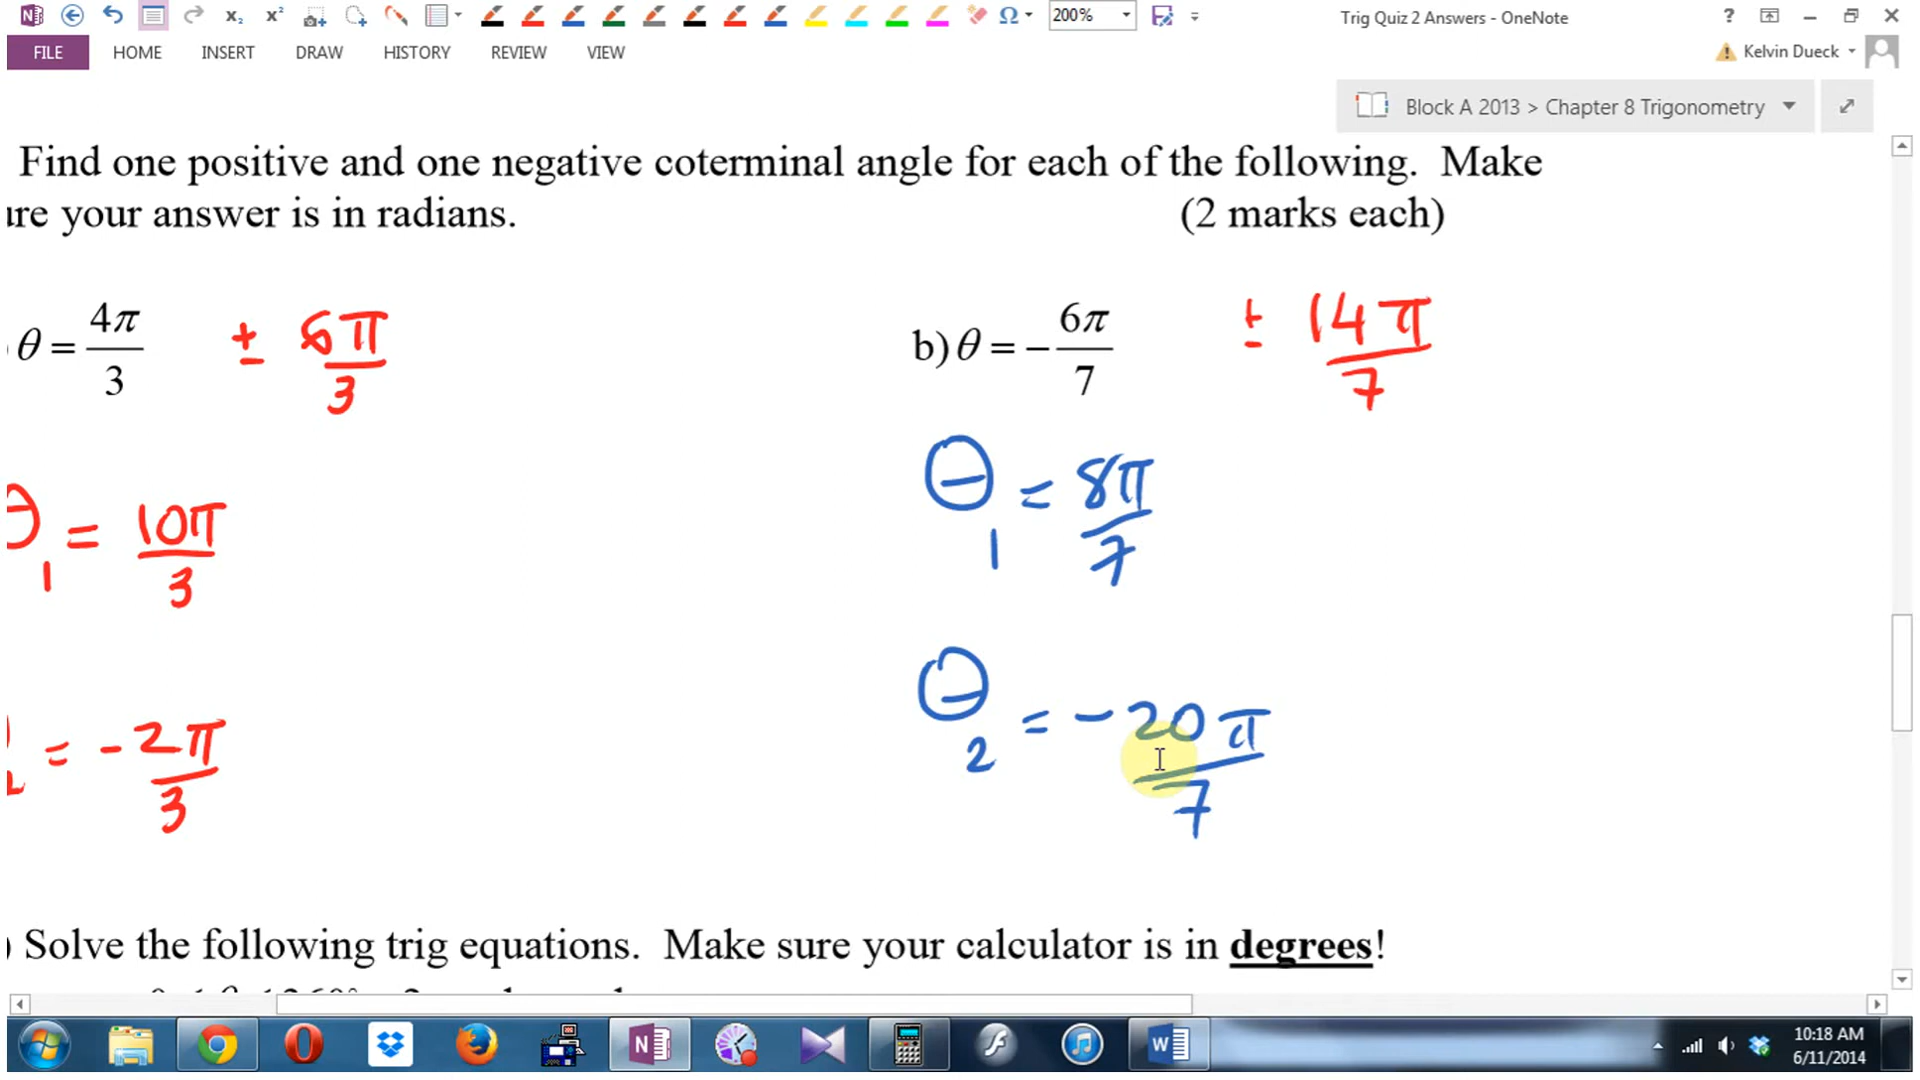 x₂ x² Ω 200% Trig Quiz 2 Answers - OneNote ?
FILE HOME INSERT DRAW HISTORY REVIEW VIEW Kelvin Dueck
Block A 2013 > Chapter 8 Trigonometry
Find one positive and one negative coterminal angle for each of the following. Make
ure your answer is in radians. (2 marks each)
) θ = 4π/3 ± 6π/3 b) θ = - 6π/7 ± 14π/7
θ₁ = 10π/3 θ₁ = 8π/7
θ₂ = -2π/3 θ₂ = -20π/7
) Solve the following trig equations. Make sure your calculator is in degrees!
10:18 AM
6/11/2014